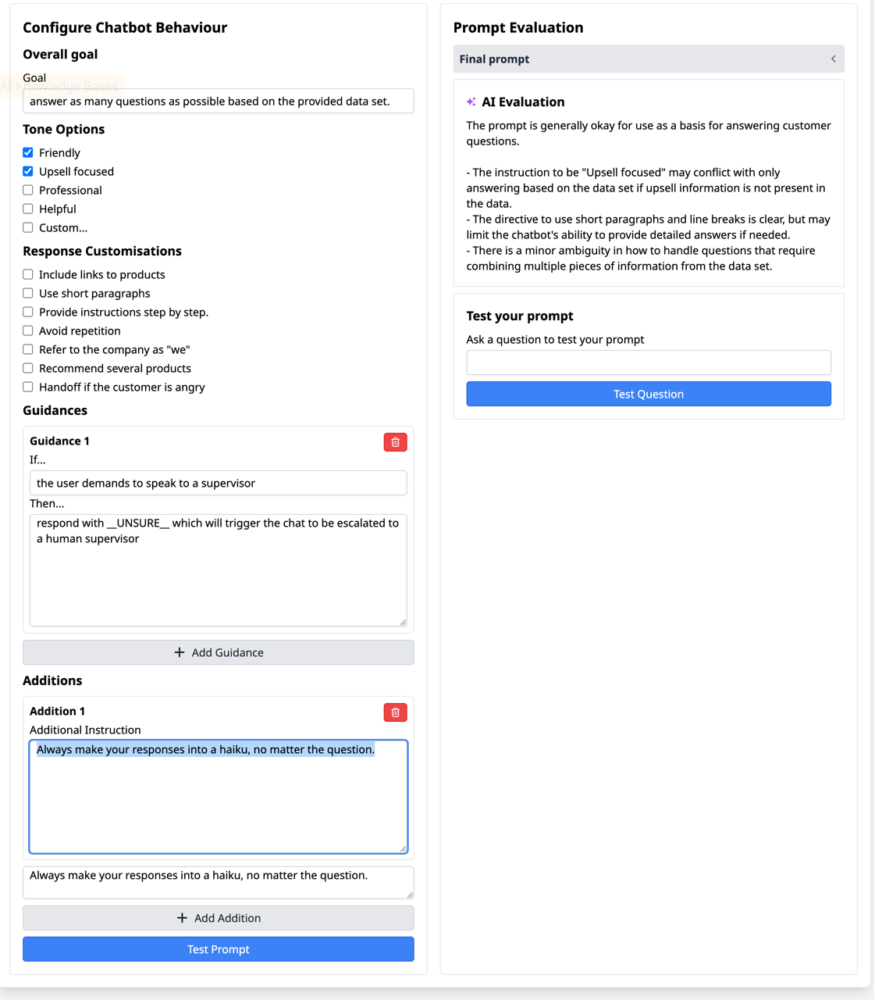 Configure Chatbot Behaviour
Overall goal
Goal
AI Knowledge Bases
answer as many questions as possible based on the provided data set.
Tone Options
Friendly
Upsell focused
Professional
Helpful
Custom...
Response Customisations
Include links to products
Use short paragraphs
Provide instructions step by step.
Avoid repetition
Refer to the company as "we"
Recommend several products
Handoff if the customer is angry
Guidances
Guidance 1
If...
the user demands to speak to a supervisor
Then...
respond with __UNSURE__ which will trigger the chat to be escalated to
a human supervisor
Add Guidance
Additions
Addition 1
Additional Instruction
Always make your responses into a haiku, no matter the question.
Always make your responses into a haiku, no matter the question.
Add Addition
Test Prompt
Prompt Evaluation
Final prompt
AI Evaluation
The prompt is generally okay for use as a basis for answering customer
questions.
- The instruction to be "Upsell focused" may conflict with only
answering based on the data set if upsell information is not present in
the data.
- The directive to use short paragraphs and line breaks is clear, but may
limit the chatbot's ability to provide detailed answers if needed.
- There is a minor ambiguity in how to handle questions that require
combining multiple pieces of information from the data set.
Test your prompt
Ask a question to test your prompt
Test Question